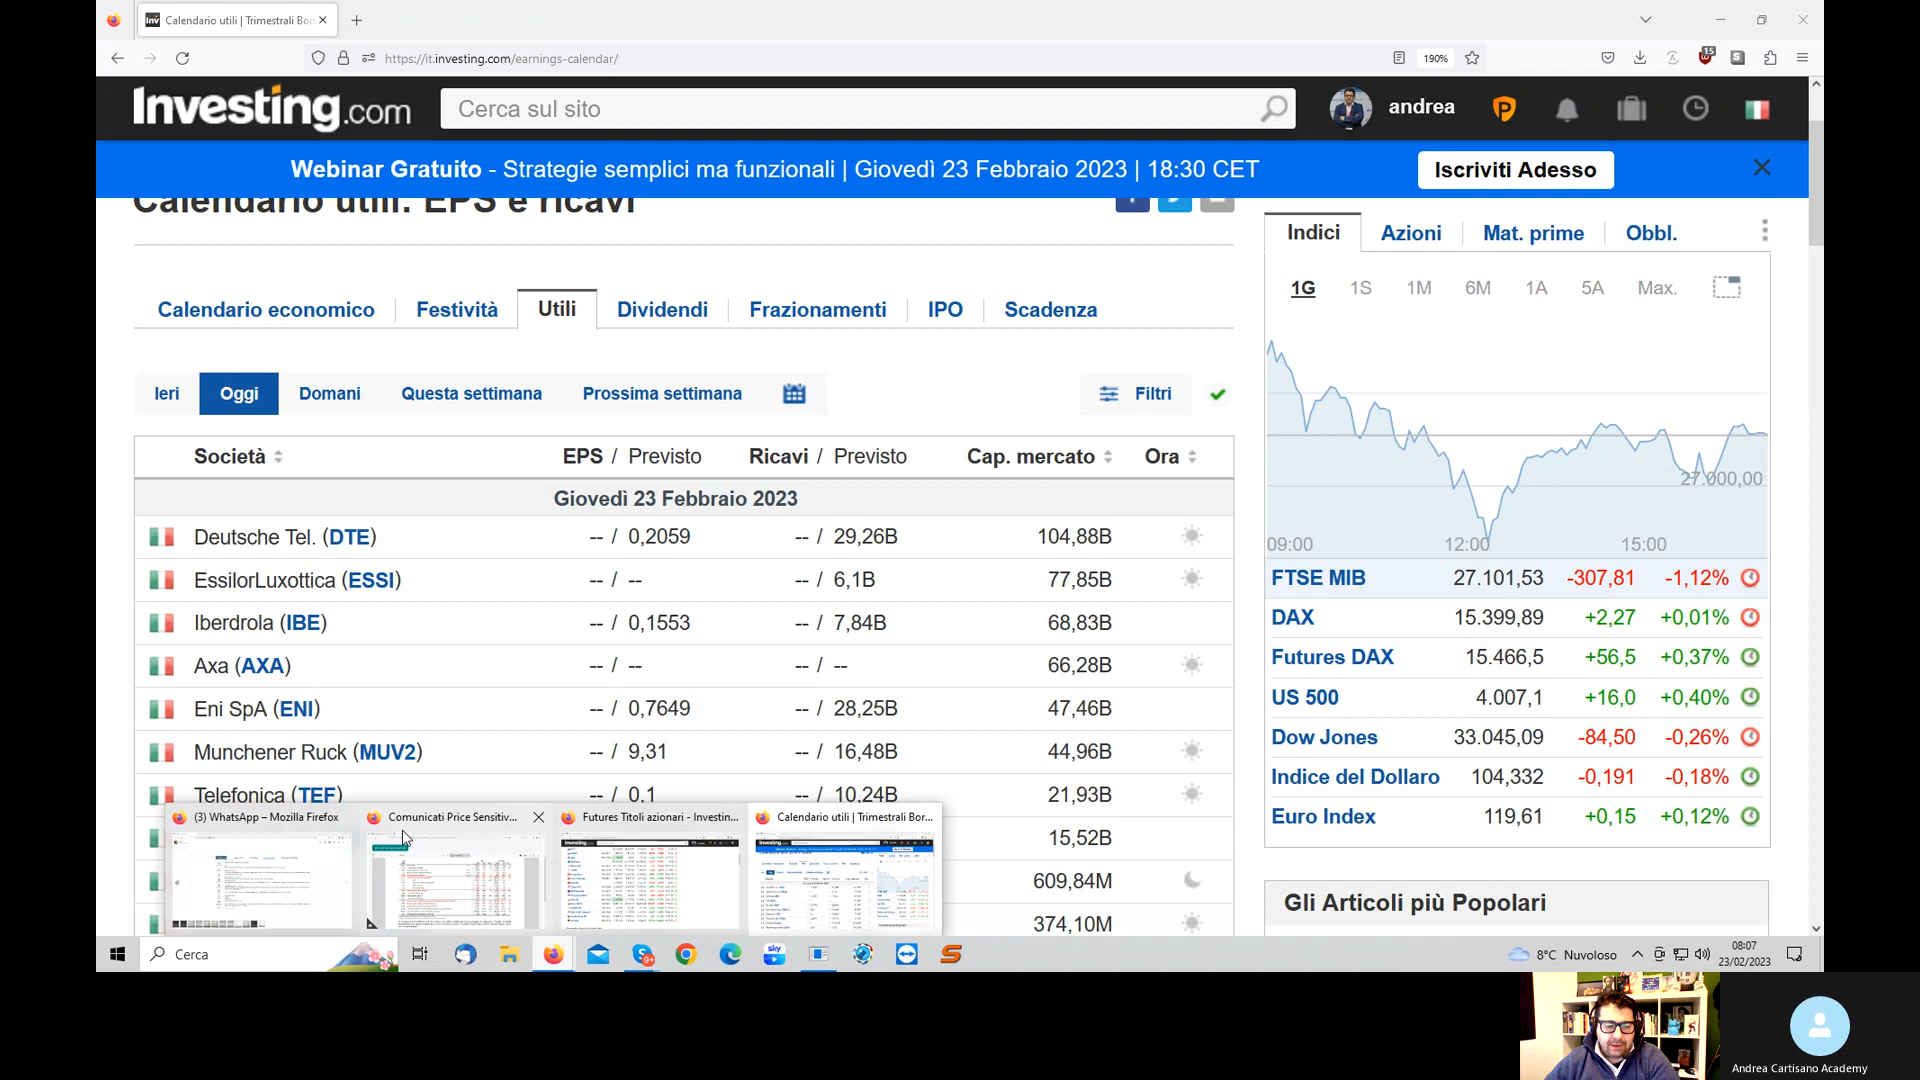 Calendario utili | Trimestrali Bor
https://it.investing.com/earnings-calendar/
190%
15
Investing.com
Cerca sul sito
andrea
P
Webinar Gratuito - Strategie semplici ma funzionali | Giovedì 23 Febbraio 2023 | 18:30 CET
Iscriviti Adesso
Calendario utili: EPS e ricavi
Calendario economico
Festività
Utili
Dividendi
Frazionamenti
IPO
Scadenza
Ieri
Oggi
Domani
Questa settimana
Prossima settimana
Filtri
Società EPS / Previsto Ricavi / Previsto Cap. mercato Ora
Giovedì 23 Febbraio 2023
Deutsche Tel. (DTE) -- / 0,2059 -- / 29,26B 104,88B
EssilorLuxottica (ESSI) -- / -- -- / 6,1B 77,85B
Iberdrola (IBE) -- / 0,1553 -- / 7,84B 68,83B
Axa (AXA) -- / -- -- / -- 66,28B
Eni SpA (ENI) -- / 0,7649 -- / 28,25B 47,46B
Munchener Ruck (MUV2) -- / 9,31 -- / 16,48B 44,96B
Telefonica (TEF) -- / 0,1 -- / 10,24B 21,93B
15,52B
609,84M
374,10M
Indici
Azioni
Mat. prime
Obbl.
1G 1S 1M 6M 1A 5A Max.
27.000,00
09:00 12:00 15:00
FTSE MIB 27.101,53 -307,81 -1,12%
DAX 15.399,89 +2,27 +0,01%
Futures DAX 15.466,5 +56,5 +0,37%
US 500 4.007,1 +16,0 +0,40%
Dow Jones 33.045,09 -84,50 -0,26%
Indice del Dollaro 104,332 -0,191 -0,18%
Euro Index 119,61 +0,15 +0,12%
Gli Articoli più Popolari
(3) WhatsApp – Mozilla Firefox
Comunicati Price Sensitiv...
Futures Titoli azionari - Investin...
Calendario utili | Trimestrali Bor...
Cerca
9+
sky
8°C Nuvoloso
08:07
23/02/2023
Andrea Cartisano Academy